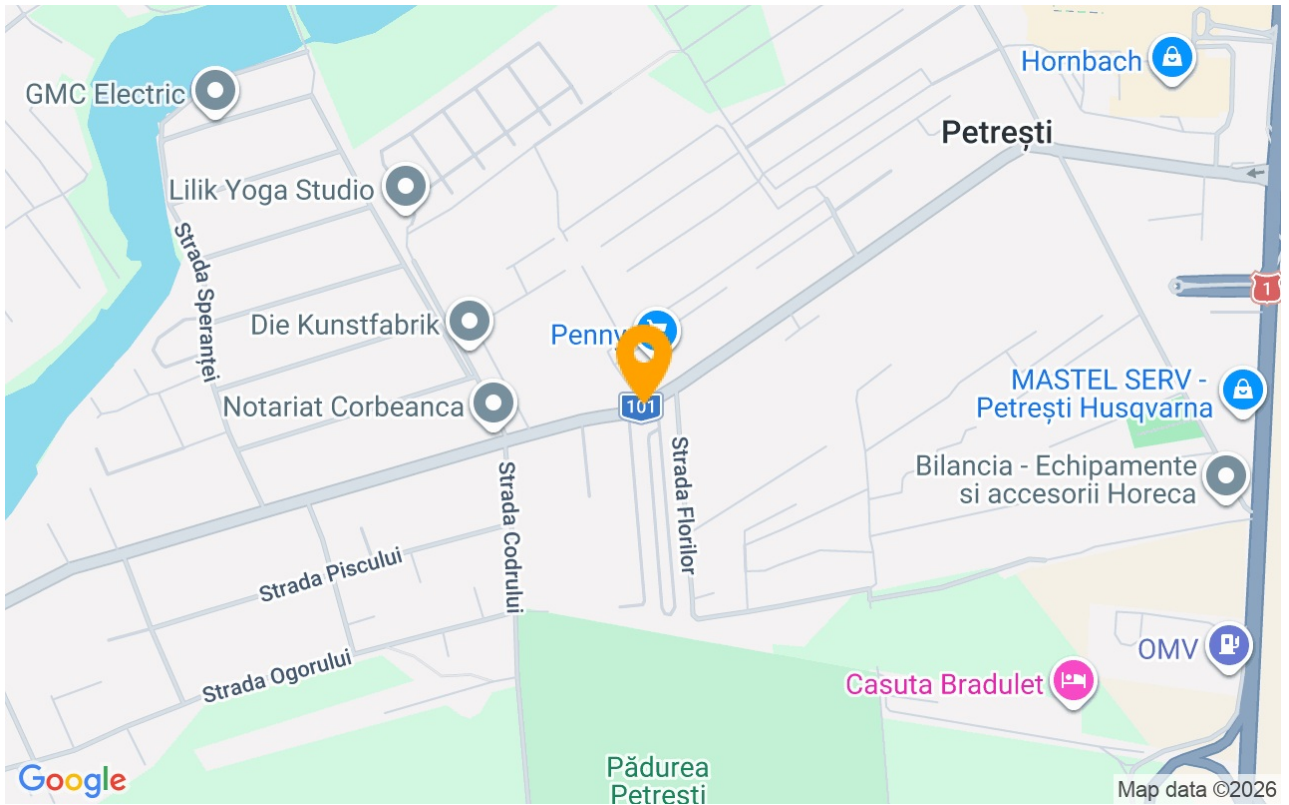 Hornbach
GMC Electric
Petrești
Lilik Yoga Studio
Strada Speranței
1
Die Kunstfabrik
Penny
MASTEL SERV -
Petrești Husqvarna
Notariat Corbeanca
101
Strada Florilor
Bilancia - Echipamente
si accesorii Horeca
Strada Codrului
Strada Piscului
OMV
Strada Ogorului
Casuta Bradulet
Pădurea
Petrești
Google
Map data ©2026